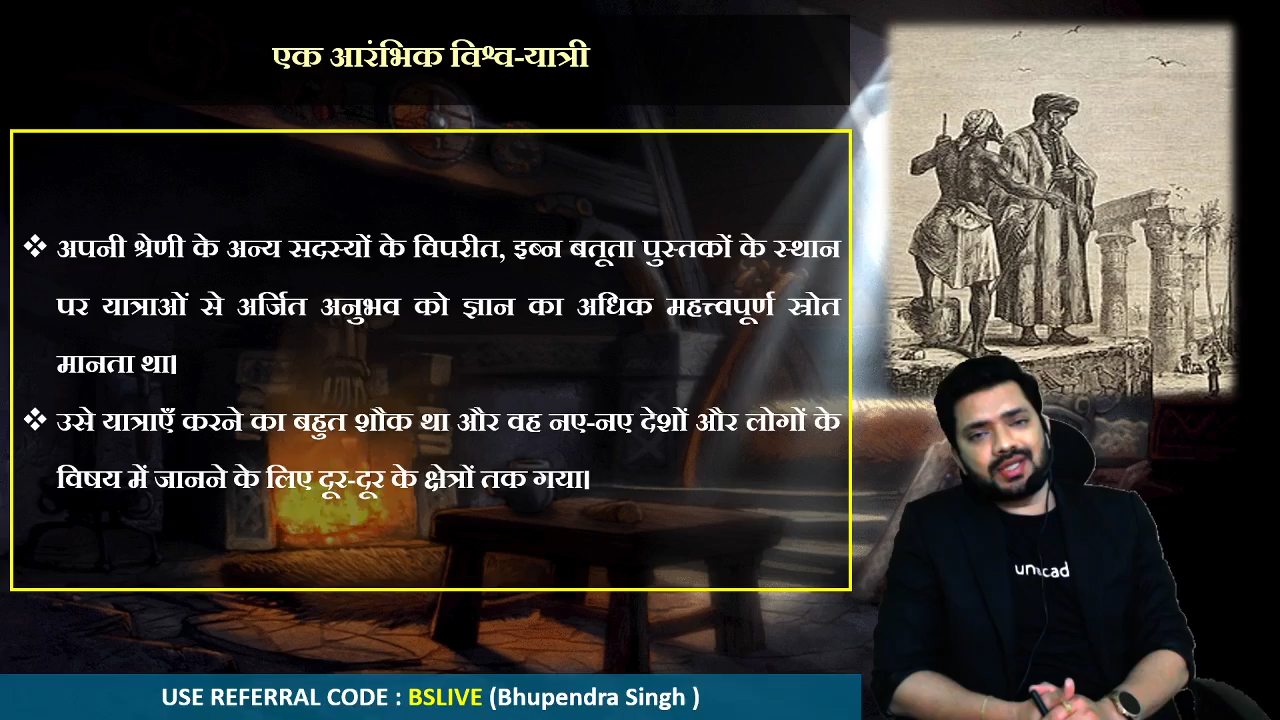 एक आरंभिक विश्व-यात्री
❖ अपनी श्रेणी के अन्य सदस्यों के विपरीत, इब्न बतूता पुस्तकों के स्थान
पर यात्राओं से अर्जित अनुभव को ज्ञान का अधिक महत्त्वपूर्ण स्रोत
मानता था।
❖ उसे यात्राएँ करने का बहुत शौक था और वह नए-नए देशों और लोगों के
विषय में जानने के लिए दूर-दूर के क्षेत्रों तक गया।
USE REFERRAL CODE : BSLIVE (Bhupendra Singh )